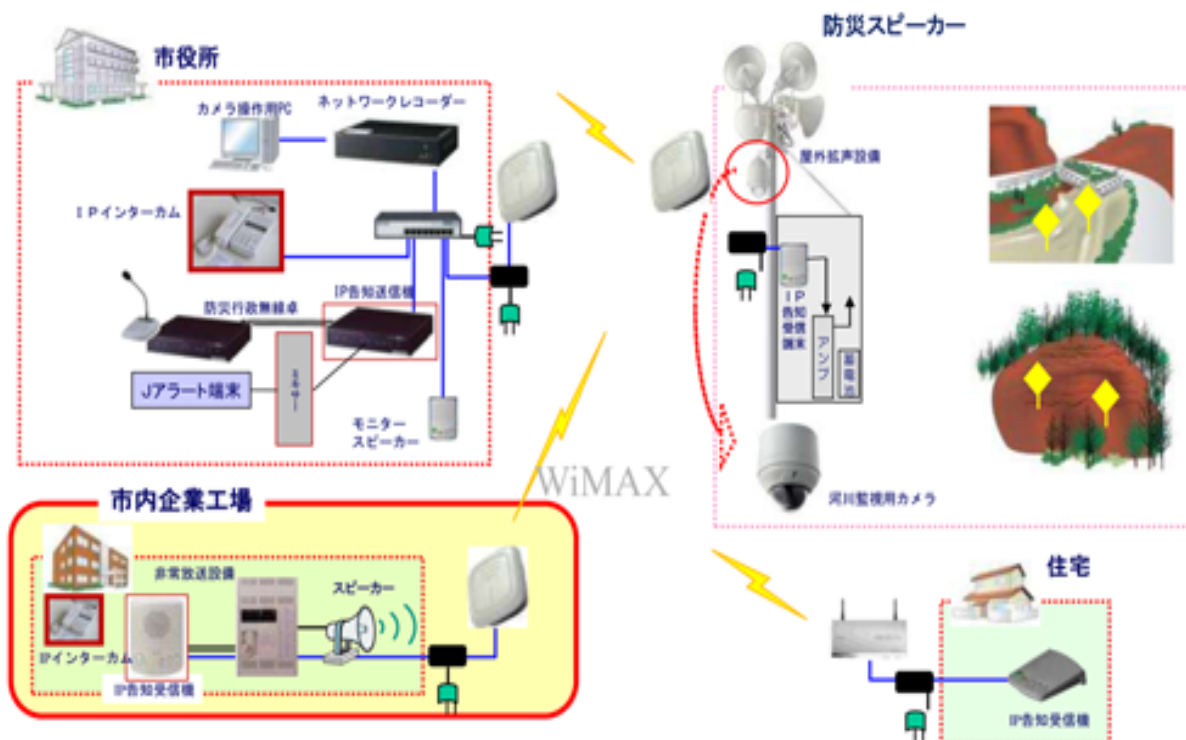 市役所
カメラ操作用PC
ネットワークレコーダー
IPインターカム
防災行政無線卓
IP告知送信機
Jアラート端末
ミキサー
モニター
スピーカー
防災スピーカー
屋外拡声設備
IP告知受信端末
アンプ
蓄電池
河川監視用カメラ
WiMAX
市内企業工場
非常放送設備
スピーカー
IPインターカム
IP告知受信機
住宅
IP告知受信機